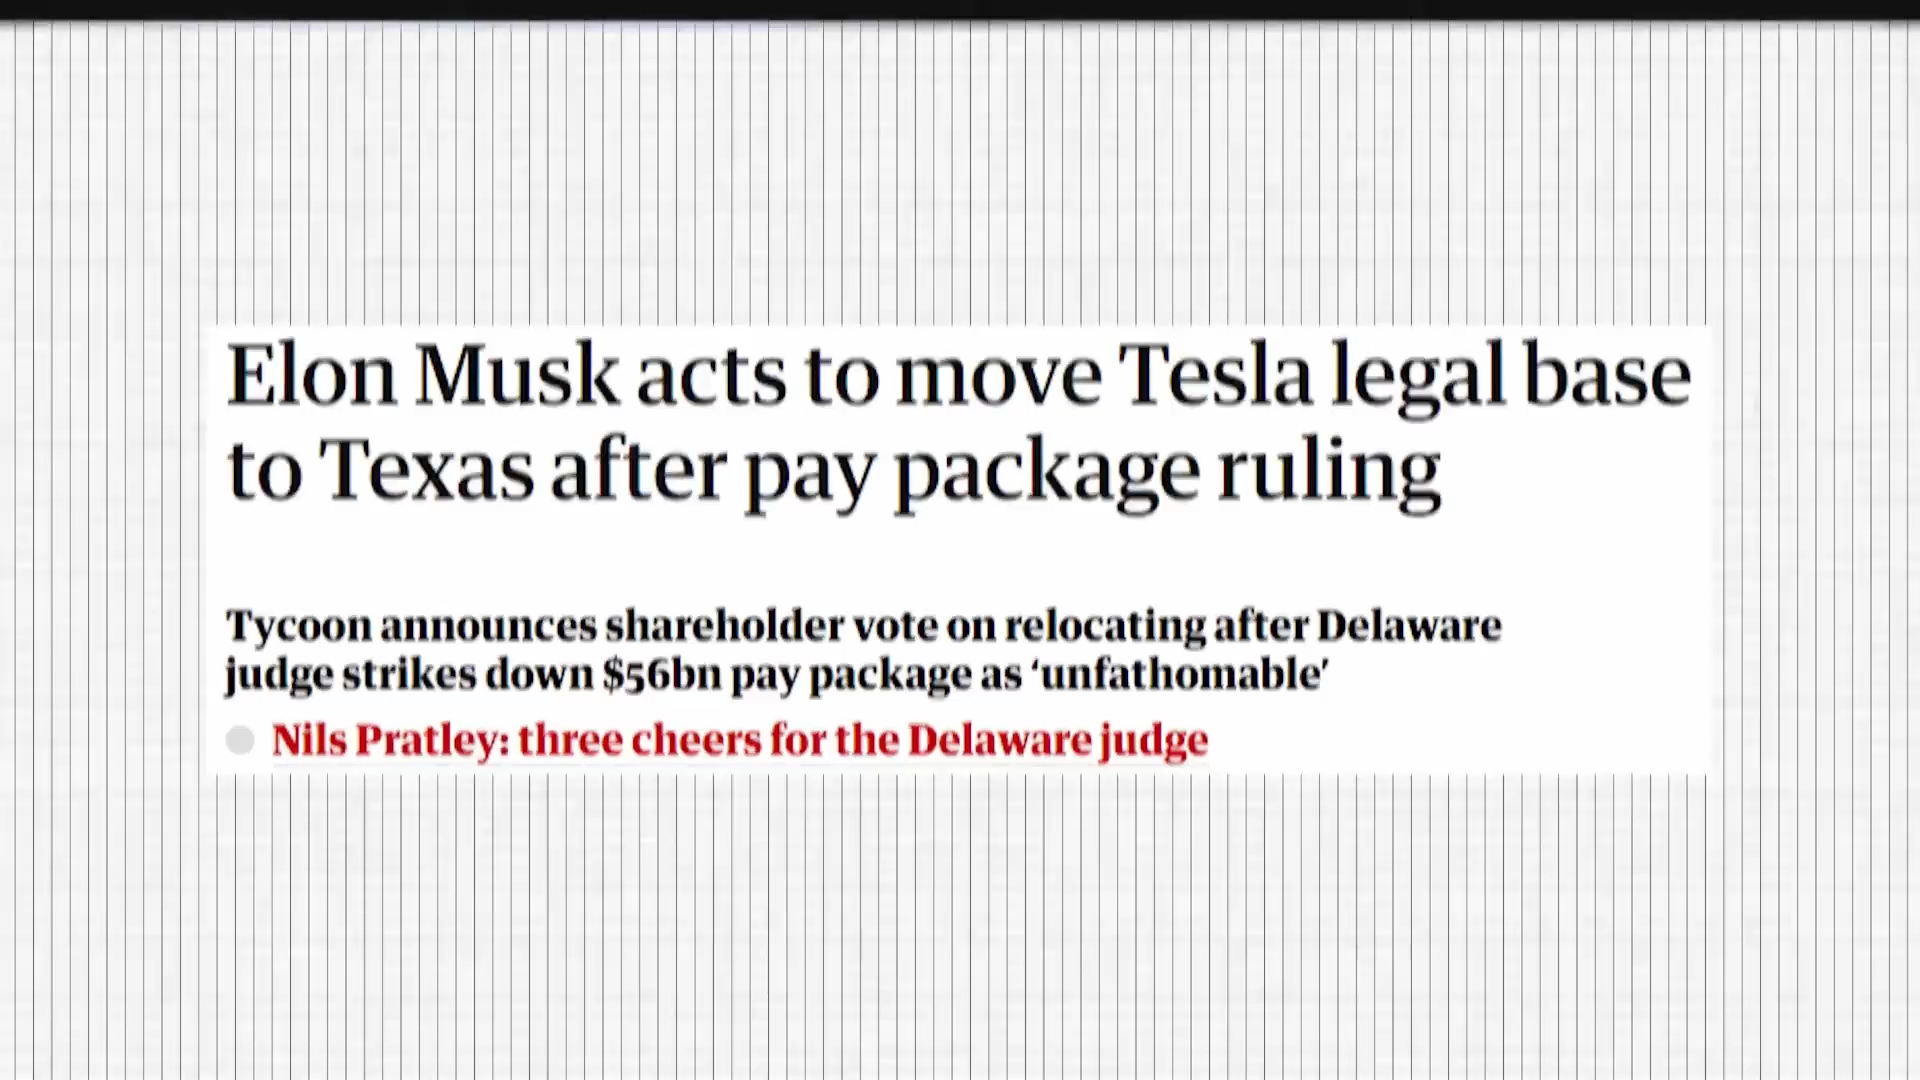 Elon Musk acts to move Tesla legal base
to Texas after pay package ruling
Tycoon announces shareholder vote on relocating after Delaware
judge strikes down $56bn pay package as ‘unfathomable’
Nils Pratley: three cheers for the Delaware judge